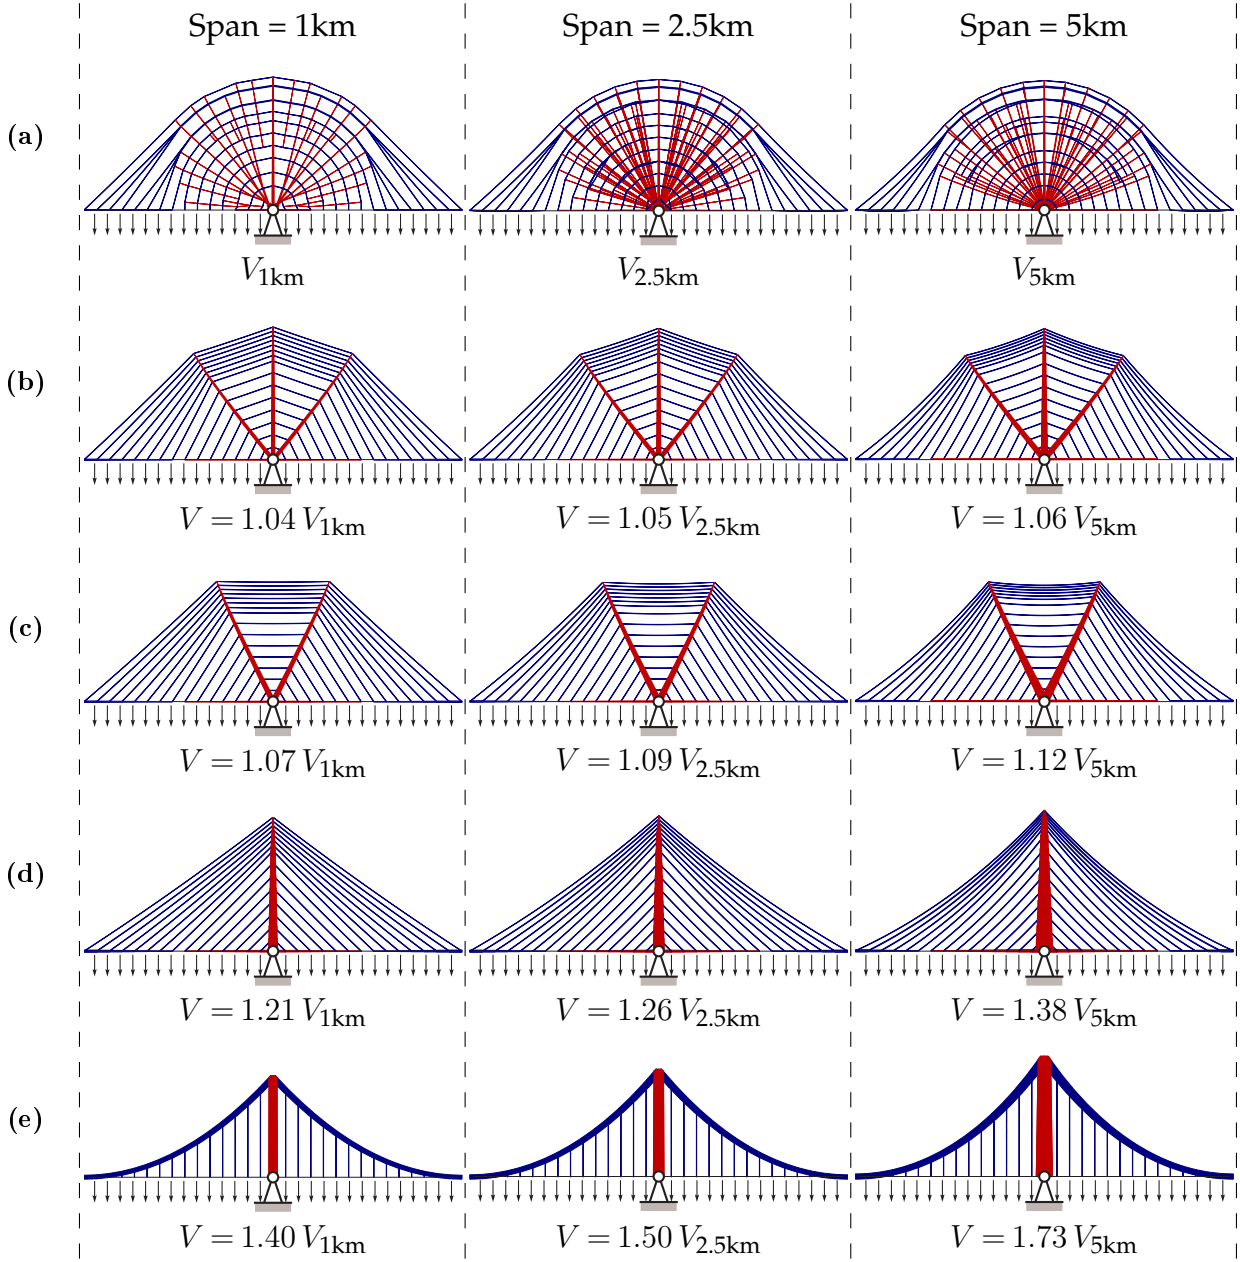 Span = 1km Span = 2.5km Span = 5km
(a)
V1km V2.5km V5km
(b)
V = 1.04 V1km V = 1.05 V2.5km V = 1.06 V5km
(c)
V = 1.07 V1km V = 1.09 V2.5km V = 1.12 V5km
(d)
V = 1.21 V1km V = 1.26 V2.5km V = 1.38 V5km
(e)
V = 1.40 V1km V = 1.50 V2.5km V = 1.73 V5km